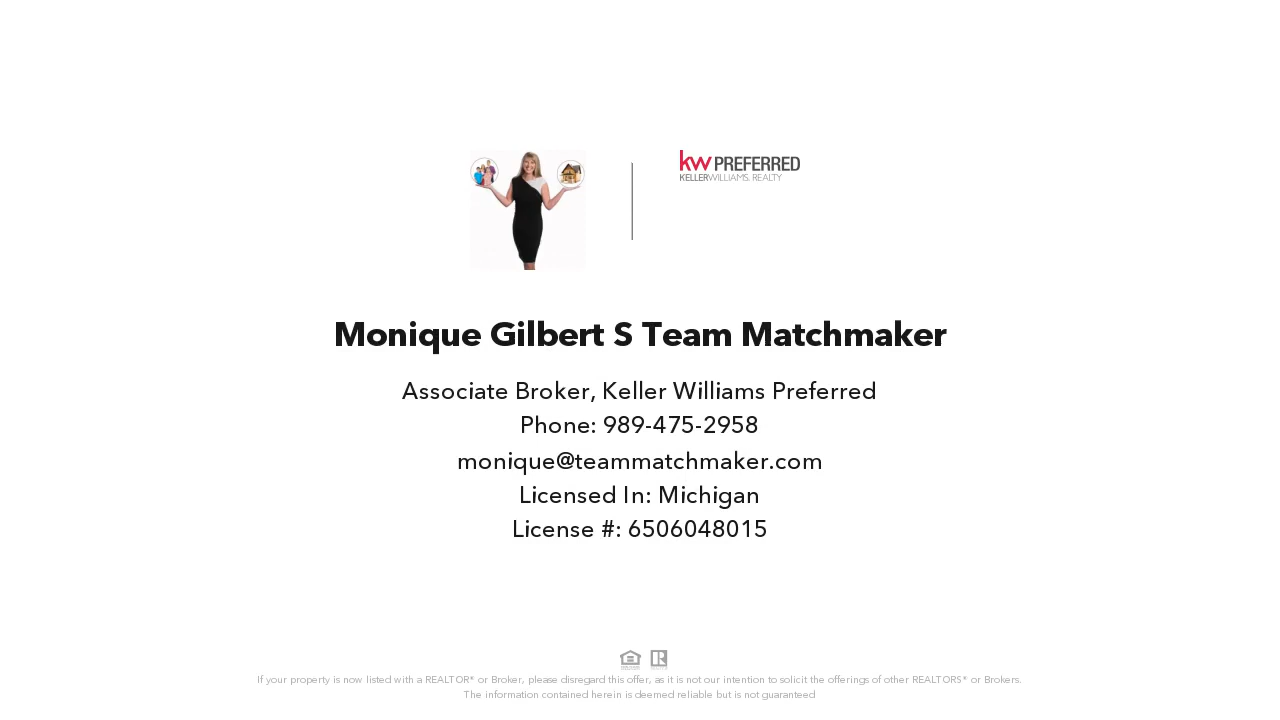 kw PREFERRED
KELLERWILLIAMS. REALTY
Monique Gilbert S Team Matchmaker
Associate Broker, Keller Williams Preferred
Phone: 989-475-2958
monique@teammatchmaker.com
Licensed In: Michigan
License #: 6506048015
If your property is now listed with a REALTOR® or Broker, please disregard this offer, as it is not our intention to solicit the offerings of other REALTORS® or Brokers.
The information contained herein is deemed reliable but is not guaranteed